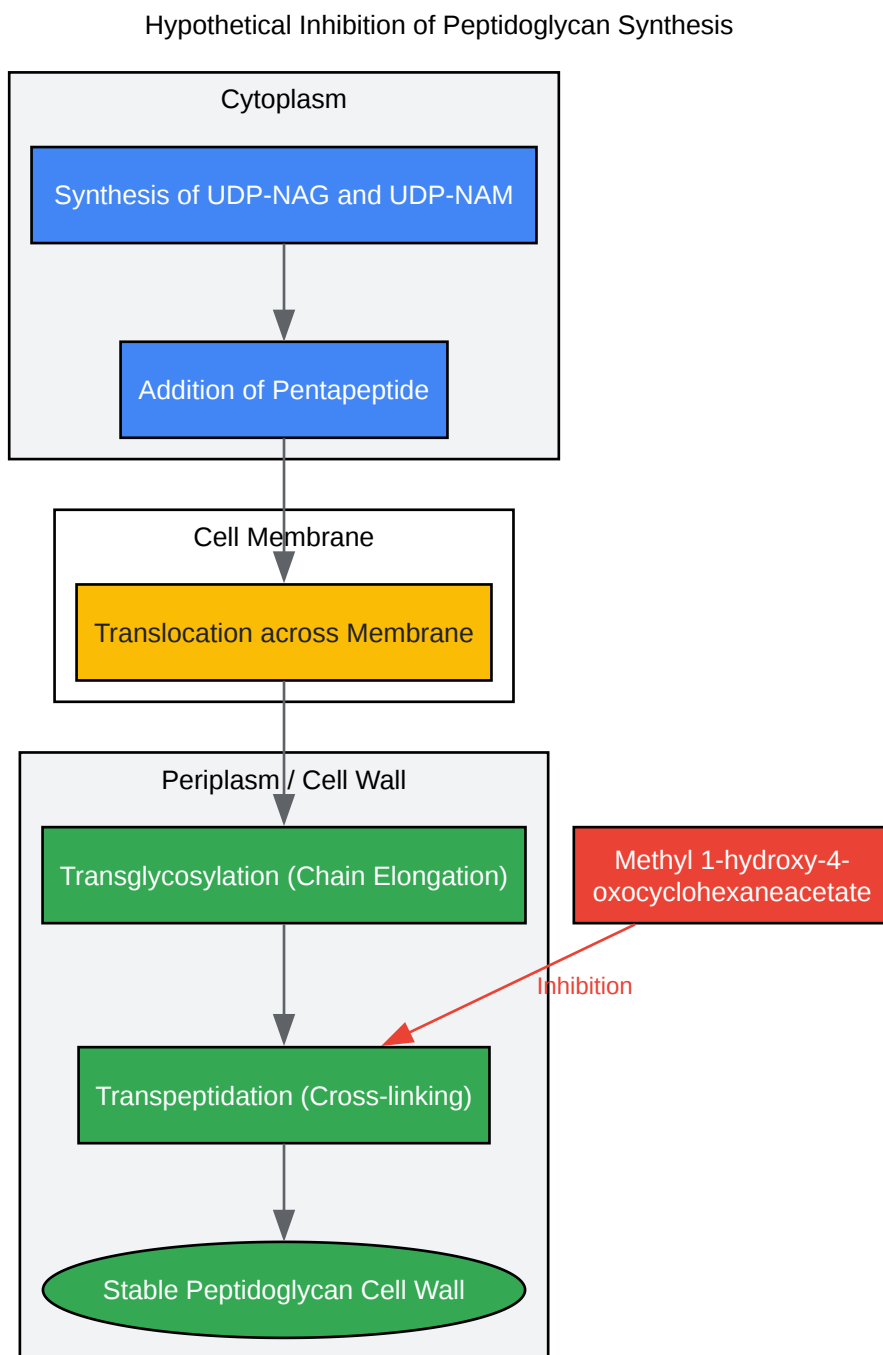 Hypothetical Inhibition of Peptidoglycan Synthesis
Cytoplasm
Synthesis of UDP-NAG and UDP-NAM
Addition of Pentapeptide
Cell Membrane
Translocation across Membrane
Periplasm / Cell Wall
Transglycosylation (Chain Elongation)
Methyl 1-hydroxy-4-
oxocyclohexaneacetate
Inhibition
Transpeptidation (Cross-linking)
Stable Peptidoglycan Cell Wall